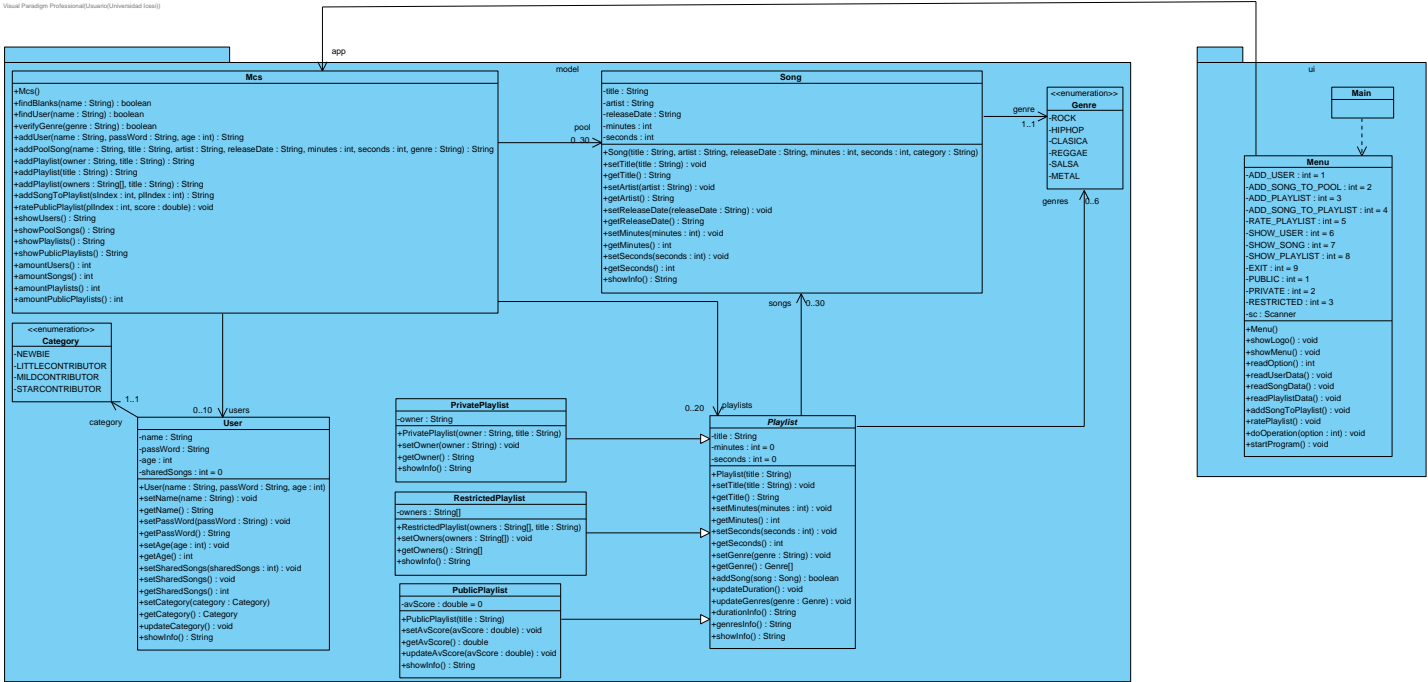 Visual Paradigm Professional(Usuario(Universidad Icesi))
app
model
Mcs
+Mcs()
+findBlanks(name : String) : boolean
+findUser(name : String) : boolean
+verifyGenre(genre : String) : boolean
+addUser(name : String, passWord : String, age : int) : String
+addPoolSong(name : String, title : String, artist : String, releaseDate : String, minutes : int, seconds : int, genre : String) : String
+addPlaylist(owner : String, title : String) : String
+addPlaylist(title : String) : String
+addPlaylist(owners : String[], title : String) : String
+addSongToPlaylist(sIndex : int, plIndex : int) : String
+ratePublicPlaylist(plIndex : int, score : double) : void
+showUsers() : String
+showPoolSongs() : String
+showPlaylists() : String
+showPublicPlaylists() : String
+amountUsers() : int
+amountSongs() : int
+amountPlaylists() : int
+amountPublicPlaylists() : int
pool
0..30
Song
-title : String
-artist : String
-releaseDate : String
-minutes : int
-seconds : int
+Song(title : String, artist : String, releaseDate : String, minutes : int, seconds : int, category : String)
+setTitle(title : String) : void
+getTitle() : String
+setArtist(artist : String) : void
+getArtist() : String
+setReleaseDate(releaseDate : String) : void
+getReleaseDate() : String
+setMinutes(minutes : int) : void
+getMinutes() : int
+setSeconds(seconds : int) : void
+getSeconds() : int
+showInfo() : String
genre
1..1
<<enumeration>>
Genre
-ROCK
-HIPHOP
-CLASICA
-REGGAE
-SALSA
-METAL
genres
0..6
songs
0..30
<<enumeration>>
Category
-NEWBIE
-LITTLECONTRIBUTOR
-MILDCONTRIBUTOR
-STARCONTRIBUTOR
1..1
category
0..10
users
User
-name : String
-passWord : String
-age : int
-sharedSongs : int = 0
+User(name : String, passWord : String, age : int)
+setName(name : String) : void
+getName() : String
+setPassWord(passWord : String) : void
+getPassWord() : String
+setAge(age : int) : void
+getAge() : int
+setSharedSongs(sharedSongs : int) : void
+setSharedSongs() : void
+getSharedSongs() : int
+setCategory(category : Category)
+getCategory() : Category
+updateCategory() : void
+showInfo() : String
PrivatePlaylist
-owner : String
+PrivatePlaylist(owner : String, title : String)
+setOwner(owner : String) : void
+getOwner() : String
+showInfo() : String
RestrictedPlaylist
-owners : String[]
+RestrictedPlaylist(owners : String[], title : String)
+setOwners(owners : String[]) : void
+getOwners() : String[]
+showInfo() : String
PublicPlaylist
-avScore : double = 0
+PublicPlaylist(title : String)
+setAvScore(avScore : double) : void
+getAvScore() : double
+updateAvScore(avScore : double) : void
+showInfo() : String
0..20
playlists
Playlist
-title : String
-minutes : int = 0
-seconds : int = 0
+Playlist(title : String)
+setTitle(title : String) : void
+getTitle() : String
+setMinutes(minutes : int) : void
+getMinutes() : int
+setSeconds(seconds : int) : void
+getSeconds() : int
+setGenre(genre : String) : void
+getGenre() : Genre[]
+addSong(song : Song) : boolean
+updateDuration() : void
+updateGenres(genre : Genre) : void
+durationInfo() : String
+genresInfo() : String
+showInfo() : String
ui
Main
Menu
-ADD_USER : int = 1
-ADD_SONG_TO_POOL : int = 2
-ADD_PLAYLIST : int = 3
-ADD_SONG_TO_PLAYLIST : int = 4
-RATE_PLAYLIST : int = 5
-SHOW_USER : int = 6
-SHOW_SONG : int = 7
-SHOW_PLAYLIST : int = 8
-EXIT : int = 9
-PUBLIC : int = 1
-PRIVATE : int = 2
-RESTRICTED : int = 3
-sc : Scanner
+Menu()
+showLogo() : void
+showMenu() : void
+readOption() : int
+readUserData() : void
+readSongData() : void
+readPlaylistData() : void
+addSongToPlaylist() : void
+ratePlaylist() : void
+doOperation(option : int) : void
+startProgram() : void